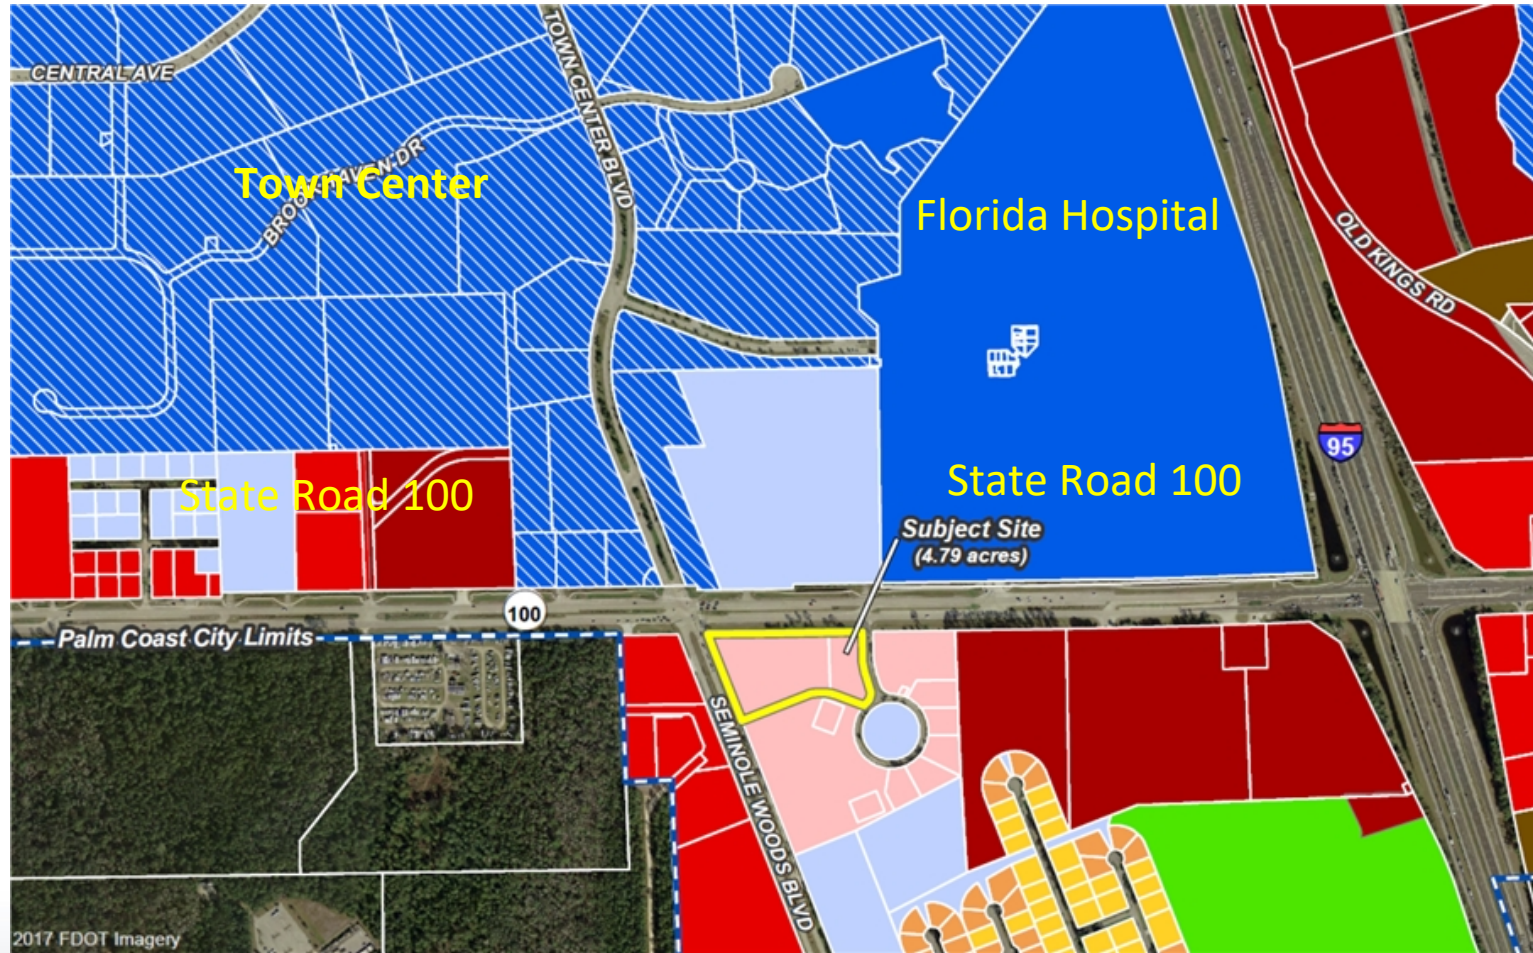 CENTRAL AVE
TOWN CENTER BLVD
BROOKHAVEN DR
Town Center
Florida Hospital
OLD KINGS RD
95
State Road 100
State Road 100
Subject Site
(4.79 acres)
100
Palm Coast City Limits
SEMINOLE WOODS BLVD
2017 FDOT Imagery